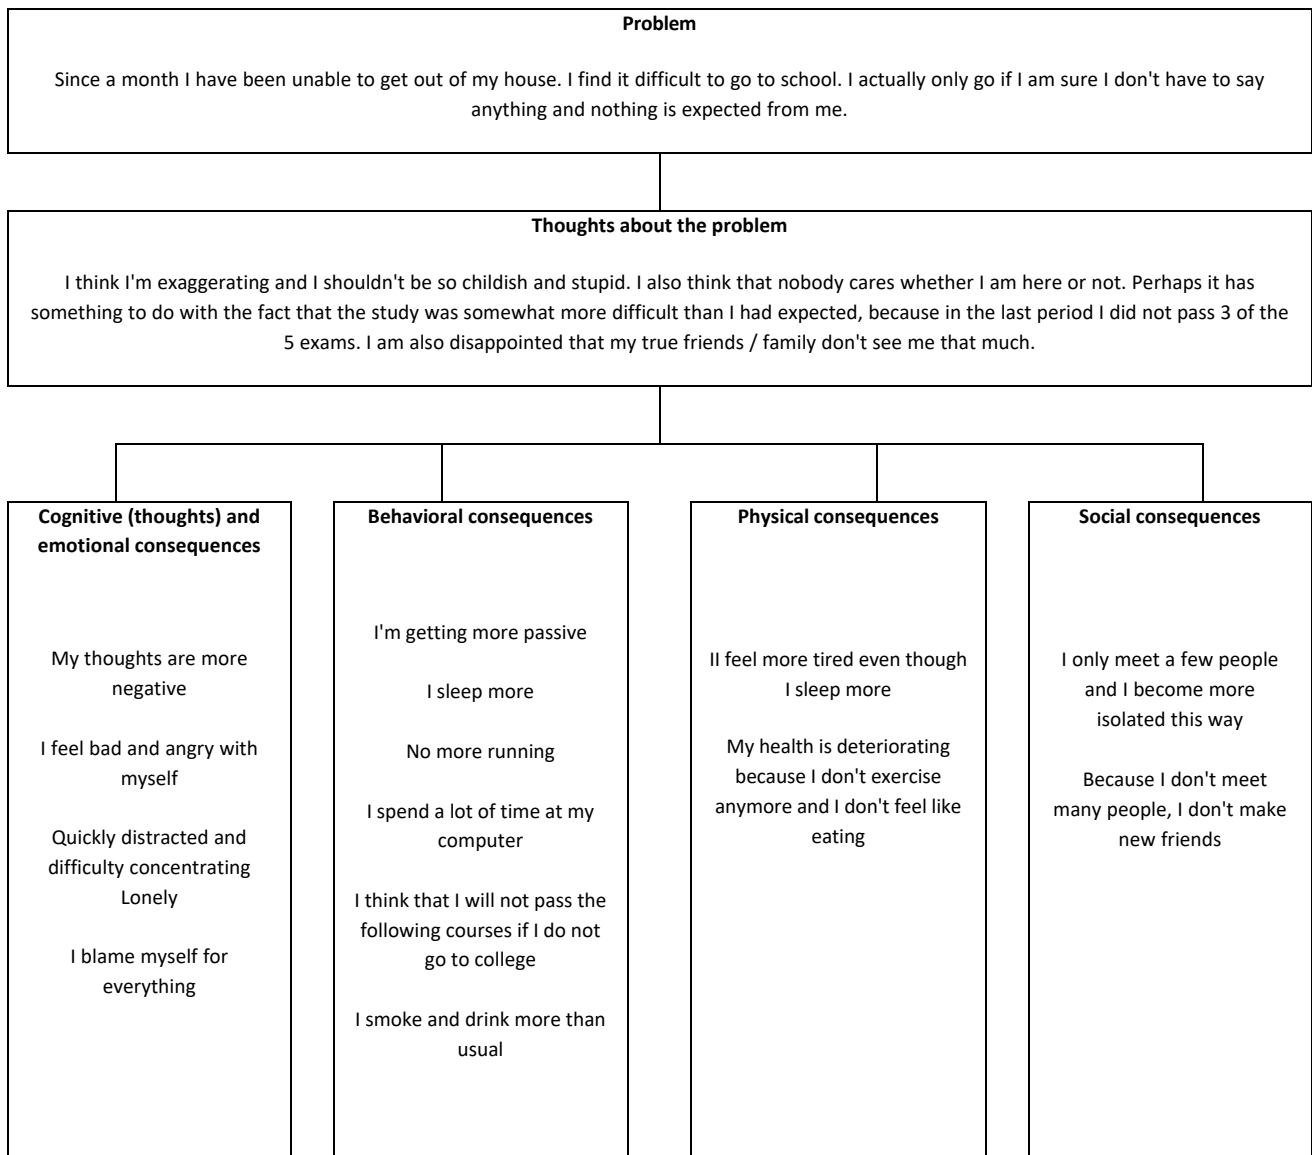 Problem
Since a month I have been unable to get out of my house. I find it difficult to go to school. I actually only go if I am sure I don't have to say
anything and nothing is expected from me.
Thoughts about the problem
I think I'm exaggerating and I shouldn't be so childish and stupid. I also think that nobody cares whether I am here or not. Perhaps it has
something to do with the fact that the study was somewhat more difficult than I had expected, because in the last period I did not pass 3 of the
5 exams. I am also disappointed that my true friends / family don't see me that much.
Cognitive (thoughts) and
emotional consequences
My thoughts are more
negative
I feel bad and angry with
myself
Quickly distracted and
difficulty concentrating
Lonely
I blame myself for
everything
Behavioral consequences
I'm getting more passive
I sleep more
No more running
I spend a lot of time at my
computer
I think that I will not pass the
following courses if I do not
go to college
I smoke and drink more than
usual
Physical consequences
II feel more tired even though
I sleep more
My health is deteriorating
because I don't exercise
anymore and I don't feel like
eating
Social consequences
I only meet a few people
and I become more
isolated this way
Because I don't meet
many people, I don't make
new friends